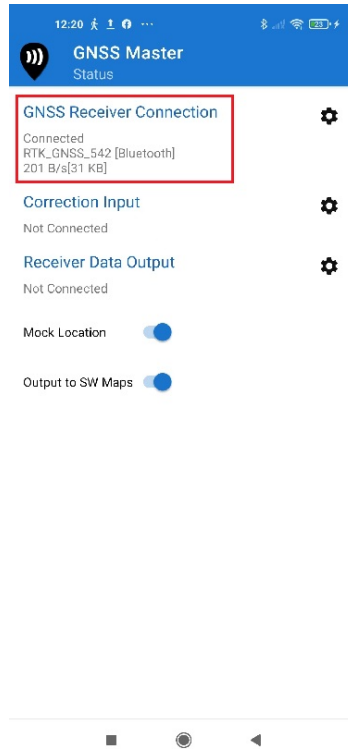 12:20
23
GNSS Master
Status
GNSS Receiver Connection
Connected
RTK_GNSS_542 [Bluetooth]
201 B/s[31 KB]
Correction Input
Not Connected
Receiver Data Output
Not Connected
Mock Location
Output to SW Maps